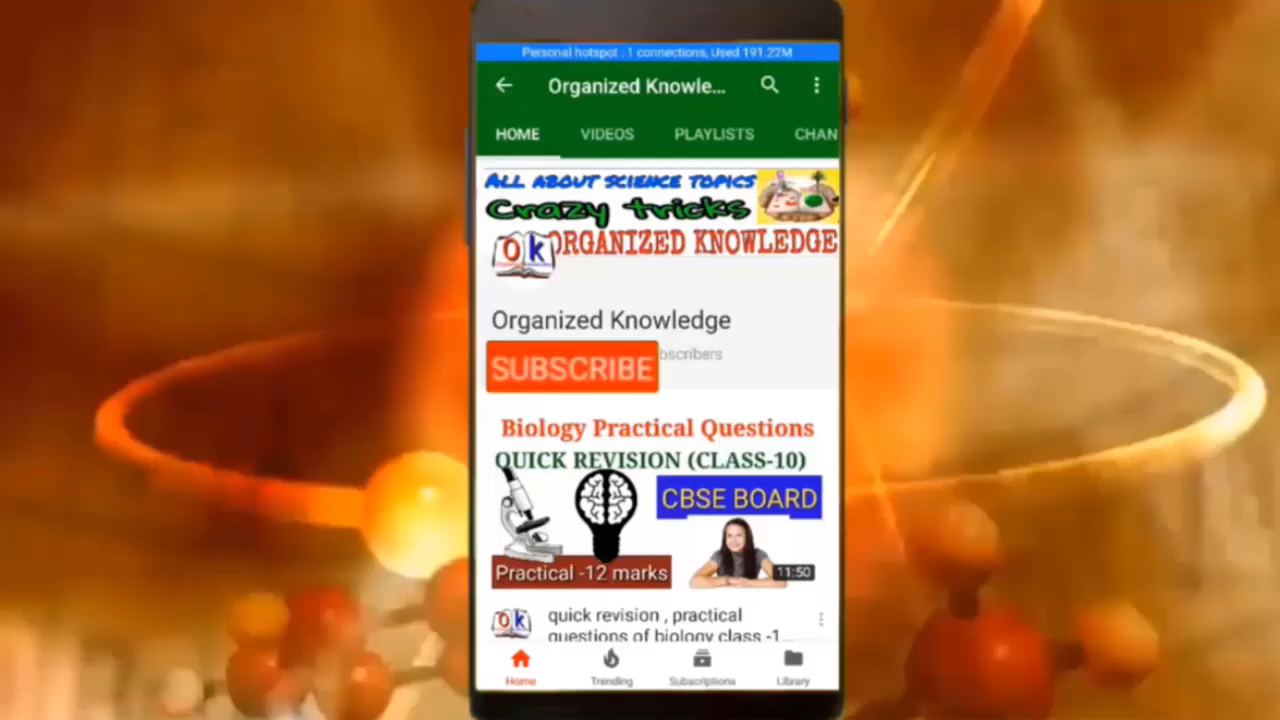 Personal hotspot . 1 connections, Used 191.22M
Organized Knowle...
HOME VIDEOS PLAYLISTS CHAN
ALL ABOUT SCIENCE TOPICS
Crazy tricks
Ok ORGANIZED KNOWLEDGE
Organized Knowledge
SUBSCRIBE bscribers
Biology Practical Questions
QUICK REVISION (CLASS-10)
CBSE BOARD
Practical -12 marks
11:50
Ok quick revision , practical
questions of biology class -1...
Home Trending Subscriptions Library